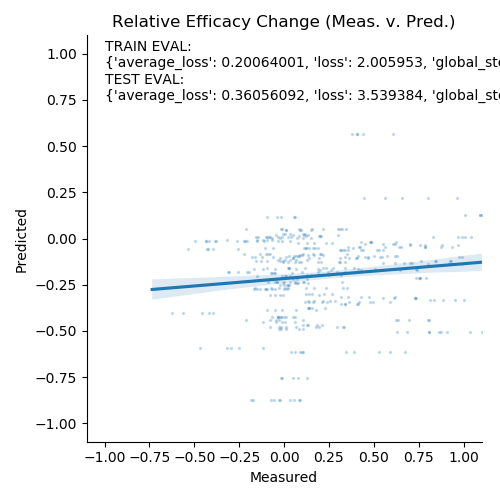 Relative Efficacy Change (Meas. v. Pred.)
TRAIN EVAL:
{'average_loss': 0.20064001, 'loss': 2.005953, 'global_ste
TEST EVAL:
{'average_loss': 0.36056092, 'loss': 3.539384, 'global_ste
1.00
0.75
0.50
0.25
0.00
−0.25
−0.50
−0.75
−1.00
Predicted
−1.00 −0.75 −0.50 −0.25 0.00 0.25 0.50 0.75 1.00
Measured